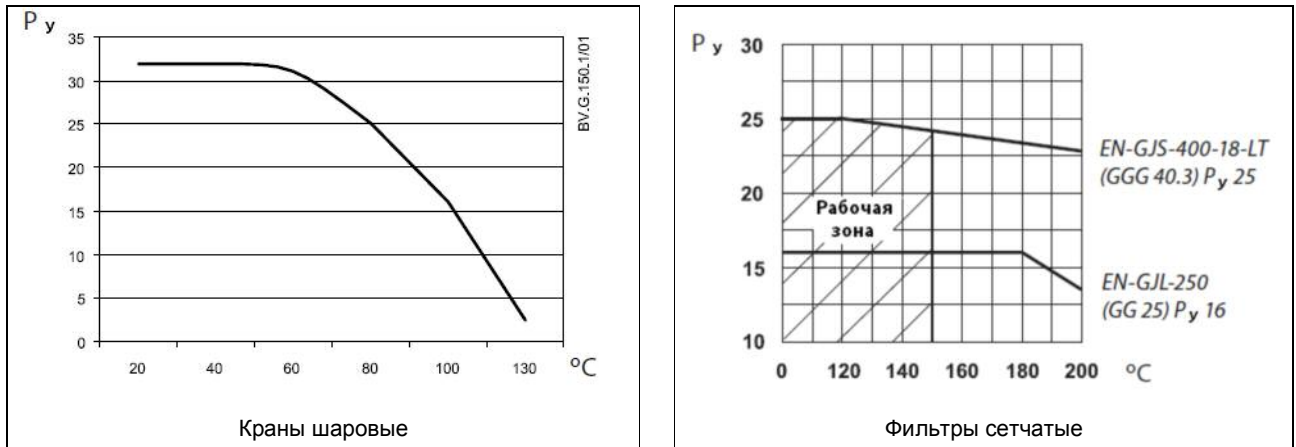 P у
35
30
25
20
15
10
5
0
20 40 60 80 100 130 ºC
BV.G.150.1/01
Краны шаровые
P у
30
25
20
15
10
0 120 140 160 180 200 ºC
Рабочая
зона
EN-GJS-400-18-LT
(GGG 40.3) P у 25
EN-GJL-250
(GG 25) P у 16
Фильтры сетчатые